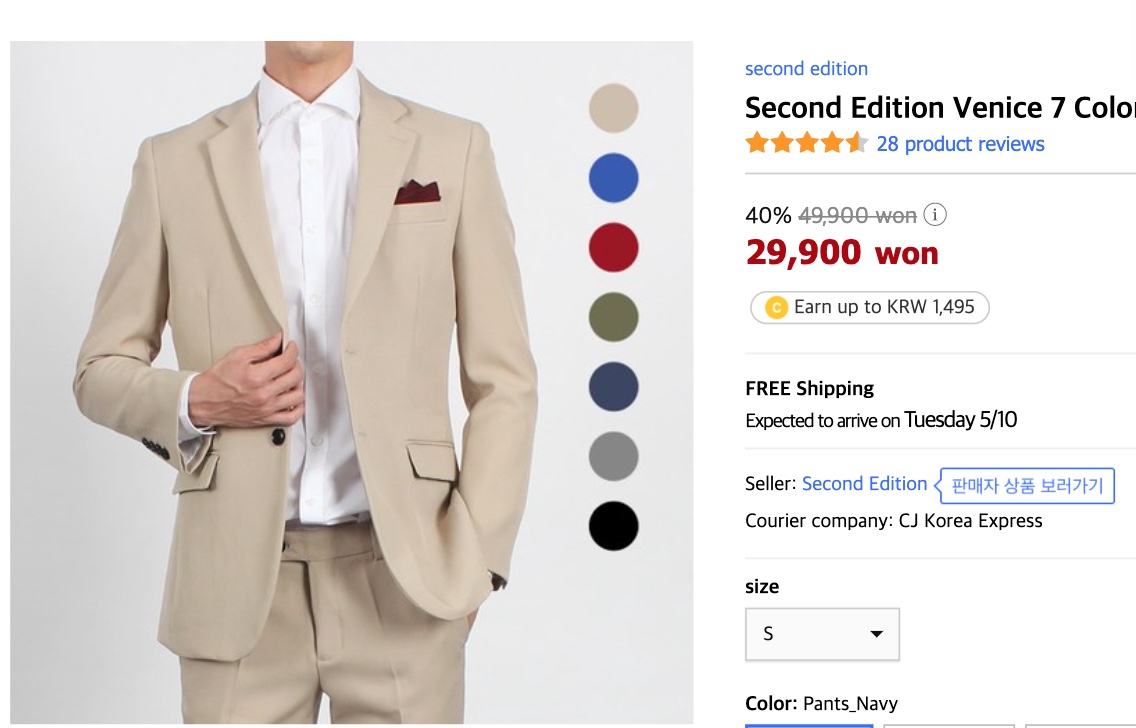 second edition
Second Edition Venice 7 Color
28 product reviews
40% 49,900 won
29,900 won
C Earn up to KRW 1,495
FREE Shipping
Expected to arrive on Tuesday 5/10
Seller: Second Edition 판매자 상품 보러가기
Courier company: CJ Korea Express
size
S
Color: Pants_Navy